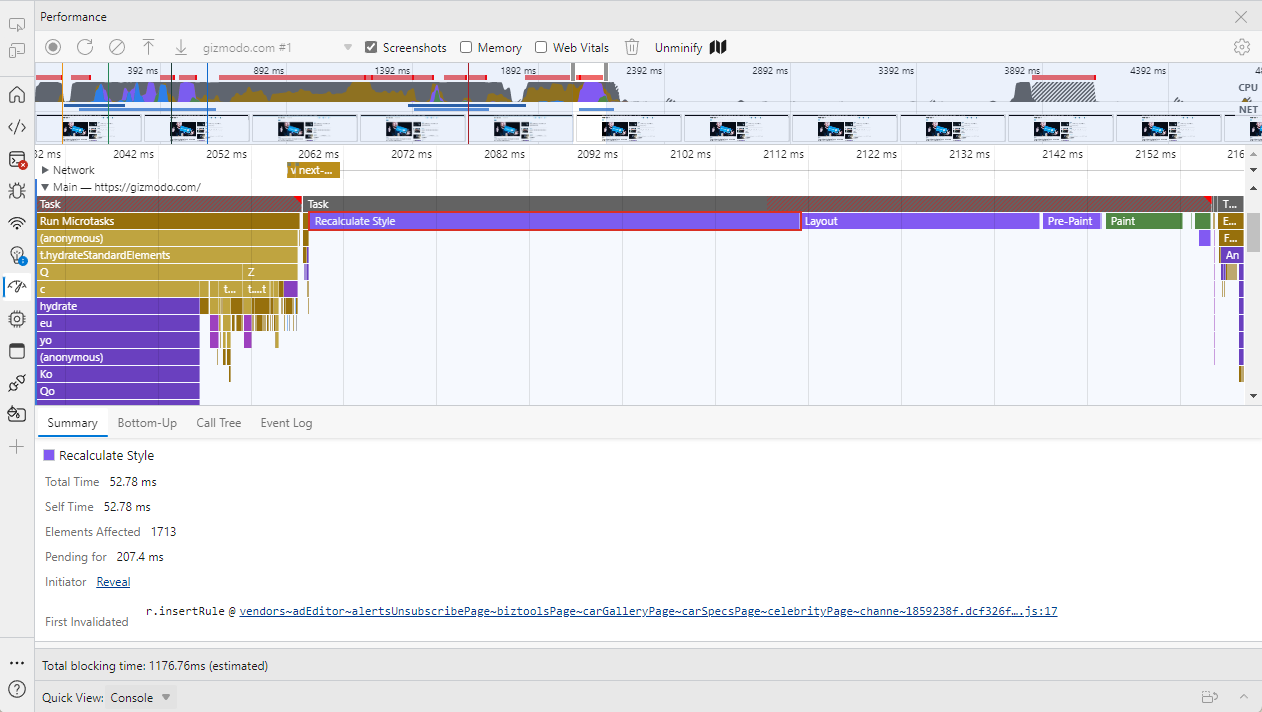 Performance
gizmodo.com #1 Screenshots Memory Web Vitals Unminify
392 ms 892 ms 1392 ms 1892 ms 2392 ms 2892 ms 3392 ms 3892 ms 4392 ms
CPU
NET
2042 ms 2052 ms 2062 ms 2072 ms 2082 ms 2092 ms 2102 ms 2112 ms 2122 ms 2132 ms 2142 ms 2152 ms 216
Network next-...
Main — https://gizmodo.com/
Task Task T...
Run Microtasks Recalculate Style Layout Pre-Paint Paint E...
(anonymous) F...
t.hydrateStandardElements An
Q Z
c t... t....t
hydrate
eu
yo
(anonymous)
Ko
Qo
Summary Bottom-Up Call Tree Event Log
Recalculate Style
Total Time 52.78 ms
Self Time 52.78 ms
Elements Affected 1713
Pending for 207.4 ms
Initiator Reveal
r.insertRule @ vendors~adEditor~alertsUnsubscribePage~biztoolsPage~carGalleryPage~carSpecsPage~celebrityPage~channe~1859238f.dcf326f….js:17
First Invalidated
Total blocking time: 1176.76ms (estimated)
Quick View: Console